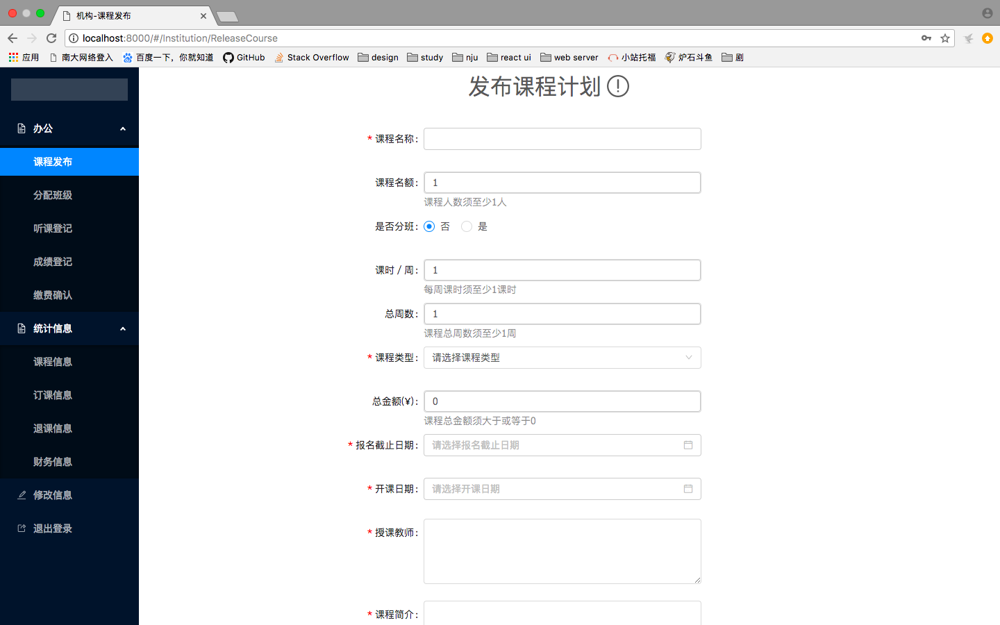 机构-课程发布
localhost:8000/#/Institution/ReleaseCourse
应用 南大网络登入 百度一下，你就知道 GitHub Stack Overflow design study nju react ui web server 小站托福 炉石斗鱼 剧
办公
课程发布
分配班级
听课登记
成绩登记
缴费确认
统计信息
课程信息
订课信息
退课信息
财务信息
修改信息
退出登录
发布课程计划
* 课程名称:
课程名额: 1
课程人数须至少1人
是否分班: 否 是
课时 / 周: 1
每周课时须至少1课时
总周数: 1
课程总周数须至少1周
* 课程类型: 请选择课程类型
总金额(¥): 0
课程总金额须大于或等于0
* 报名截止日期: 请选择报名截止日期
* 开课日期: 请选择开课日期
* 授课教师:
* 课程简介: